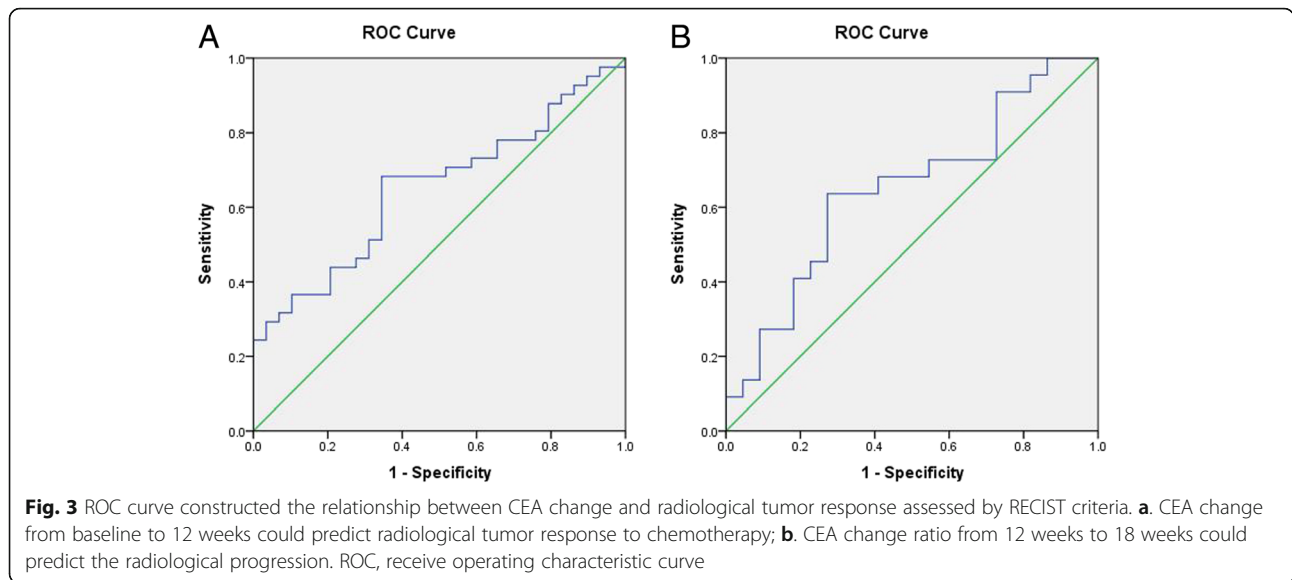 A
ROC Curve
Sensitivity
1.0
0.8
0.6
0.4
0.2
0.0
0.0 0.2 0.4 0.6 0.8 1.0
1 - Specificity
B
ROC Curve
Sensitivity
1.0
0.8
0.6
0.4
0.2
0.0
0.0 0.2 0.4 0.6 0.8 1.0
1 - Specificity
Fig. 3 ROC curve constructed the relationship between CEA change and radiological tumor response assessed by RECIST criteria. a. CEA change
from baseline to 12 weeks could predict radiological tumor response to chemotherapy; b. CEA change ratio from 12 weeks to 18 weeks could
predict the radiological progression. ROC, receive operating characteristic curve